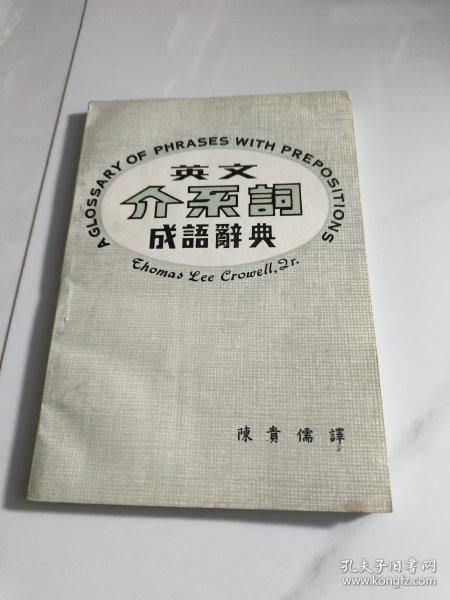 A GLOSSARY OF PHRASES WITH PREPOSITIONS
英文
介系詞
成語辭典
Thomas Lee Crowell, Jr.
陳貴儒譯
孔夫子旧书网
www.kongfz.com